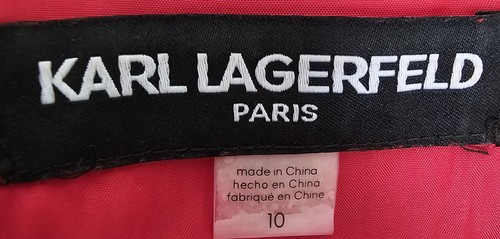 KARL LAGERFELD
PARIS
made in China
hecho en China
fabriqué en Chine
10